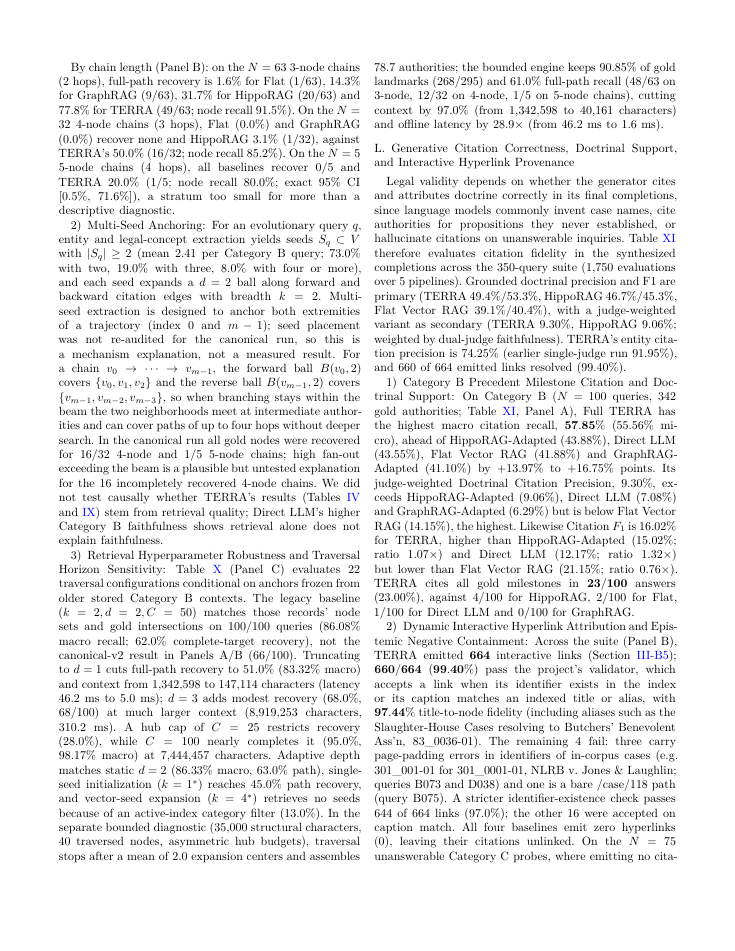 By chain length (Panel B): on the N = 63 3-node chains
(2 hops), full-path recovery is 1.6% for Flat (1/63), 14.3%
for GraphRAG (9/63), 31.7% for HippoRAG (20/63) and
77.8% for TERRA (49/63; node recall 91.5%). On the N =
32 4-node chains (3 hops), Flat (0.0%) and GraphRAG
(0.0%) recover none and HippoRAG 3.1% (1/32), against
TERRA's 50.0% (16/32; node recall 85.2%). On the N = 5
5-node chains (4 hops), all baselines recover 0/5 and
TERRA 20.0% (1/5; node recall 80.0%; exact 95% CI
[0.5%, 71.6%]), a stratum too small for more than a
descriptive diagnostic.
2) Multi-Seed Anchoring: For an evolutionary query q,
entity and legal-concept extraction yields seeds S_q ⊂ V
with |S_q| ≥ 2 (mean 2.41 per Category B query; 73.0%
with two, 19.0% with three, 8.0% with four or more),
and each seed expands a d = 2 ball along forward and
backward citation edges with breadth k = 2. Multi-
seed extraction is designed to anchor both extremities
of a trajectory (index 0 and m − 1); seed placement
was not re-audited for the canonical run, so this is
a mechanism explanation, not a measured result. For
a chain v_0 → ··· → v_{m−1}, the forward ball B(v_0, 2)
covers {v_0, v_1, v_2} and the reverse ball B(v_{m−1}, 2) covers
{v_{m−1}, v_{m−2}, v_{m−3}}, so when branching stays within the
beam the two neighborhoods meet at intermediate author-
ities and can cover paths of up to four hops without deeper
search. In the canonical run all gold nodes were recovered
for 16/32 4-node and 1/5 5-node chains; high fan-out
exceeding the beam is a plausible but untested explanation
for the 16 incompletely recovered 4-node chains. We did
not test causally whether TERRA's results (Tables IV
and IX) stem from retrieval quality; Direct LLM's higher
Category B faithfulness shows retrieval alone does not
explain faithfulness.
3) Retrieval Hyperparameter Robustness and Traversal
Horizon Sensitivity: Table X (Panel C) evaluates 22
traversal configurations conditional on anchors frozen from
older stored Category B contexts. The legacy baseline
(k = 2, d = 2, C = 50) matches those records' node
sets and gold intersections on 100/100 queries (86.08%
macro recall; 62.0% complete-target recovery), not the
canonical-v2 result in Panels A/B (66/100). Truncating
to d = 1 cuts full-path recovery to 51.0% (83.32% macro)
and context from 1,342,598 to 147,114 characters (latency
46.2 ms to 5.0 ms); d = 3 adds modest recovery (68.0%,
68/100) at much larger context (8,919,253 characters,
310.2 ms). A hub cap of C = 25 restricts recovery
(28.0%), while C = 100 nearly completes it (95.0%,
98.17% macro) at 7,444,457 characters. Adaptive depth
matches static d = 2 (86.33% macro, 63.0% path), single-
seed initialization (k = 1*) reaches 45.0% path recovery,
and vector-seed expansion (k = 4*) retrieves no seeds
because of an active-index category filter (13.0%). In the
separate bounded diagnostic (35,000 structural characters,
40 traversed nodes, asymmetric hub budgets), traversal
stops after a mean of 2.0 expansion centers and assembles
78.7 authorities; the bounded engine keeps 90.85% of gold
landmarks (268/295) and 61.0% full-path recall (48/63 on
3-node, 12/32 on 4-node, 1/5 on 5-node chains), cutting
context by 97.0% (from 1,342,598 to 40,161 characters)
and offline latency by 28.9× (from 46.2 ms to 1.6 ms).
L. Generative Citation Correctness, Doctrinal Support,
and Interactive Hyperlink Provenance
Legal validity depends on whether the generator cites
and attributes doctrine correctly in its final completions,
since language models commonly invent case names, cite
authorities for propositions they never established, or
hallucinate citations on unanswerable inquiries. Table XI
therefore evaluates citation fidelity in the synthesized
completions across the 350-query suite (1,750 evaluations
over 5 pipelines). Grounded doctrinal precision and F1 are
primary (TERRA 49.4%/53.3%, HippoRAG 46.7%/45.3%,
Flat Vector RAG 39.1%/40.4%), with a judge-weighted
variant as secondary (TERRA 9.30%, HippoRAG 9.06%;
weighted by dual-judge faithfulness). TERRA's entity cita-
tion precision is 74.25% (earlier single-judge run 91.95%),
and 660 of 664 emitted links resolved (99.40%).
1) Category B Precedent Milestone Citation and Doc-
trinal Support: On Category B (N = 100 queries, 342
gold authorities; Table XI, Panel A), Full TERRA has
the highest macro citation recall, 57.85% (55.56% mi-
cro), ahead of HippoRAG-Adapted (43.88%), Direct LLM
(43.55%), Flat Vector RAG (41.88%) and GraphRAG-
Adapted (41.10%) by +13.97% to +16.75% points. Its
judge-weighted Doctrinal Citation Precision, 9.30%, ex-
ceeds HippoRAG-Adapted (9.06%), Direct LLM (7.08%)
and GraphRAG-Adapted (6.29%) but is below Flat Vector
RAG (14.15%), the highest. Likewise Citation F_1 is 16.02%
for TERRA, higher than HippoRAG-Adapted (15.02%;
ratio 1.07×) and Direct LLM (12.17%; ratio 1.32×)
but lower than Flat Vector RAG (21.15%; ratio 0.76×).
TERRA cites all gold milestones in 23/100 answers
(23.00%), against 4/100 for HippoRAG, 2/100 for Flat,
1/100 for Direct LLM and 0/100 for GraphRAG.
2) Dynamic Interactive Hyperlink Attribution and Epis-
temic Negative Containment: Across the suite (Panel B),
TERRA emitted 664 interactive links (Section III-B5);
660/664 (99.40%) pass the project's validator, which
accepts a link when its identifier exists in the index
or its caption matches an indexed title or alias, with
97.44% title-to-node fidelity (including aliases such as the
Slaughter-House Cases resolving to Butchers' Benevolent
Ass'n, 83_0036-01). The remaining 4 fail: three carry
page-padding errors in identifiers of in-corpus cases (e.g.
301_001-01 for 301_0001-01, NLRB v. Jones & Laughlin;
queries B073 and D038) and one is a bare /case/118 path
(query B075). A stricter identifier-existence check passes
644 of 664 links (97.0%); the other 16 were accepted on
caption match. All four baselines emit zero hyperlinks
(0), leaving their citations unlinked. On the N = 75
unanswerable Category C probes, where emitting no cita-